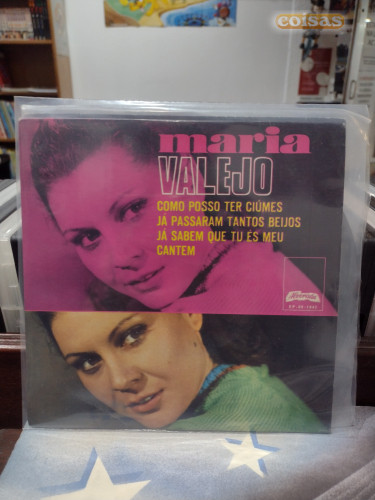 coisas
maria
VALEJO
COMO POSSO TER CIÚMES
JÁ PASSARAM TANTOS BEIJOS
JÁ SABEM QUE TU ÉS MEU
CANTEM